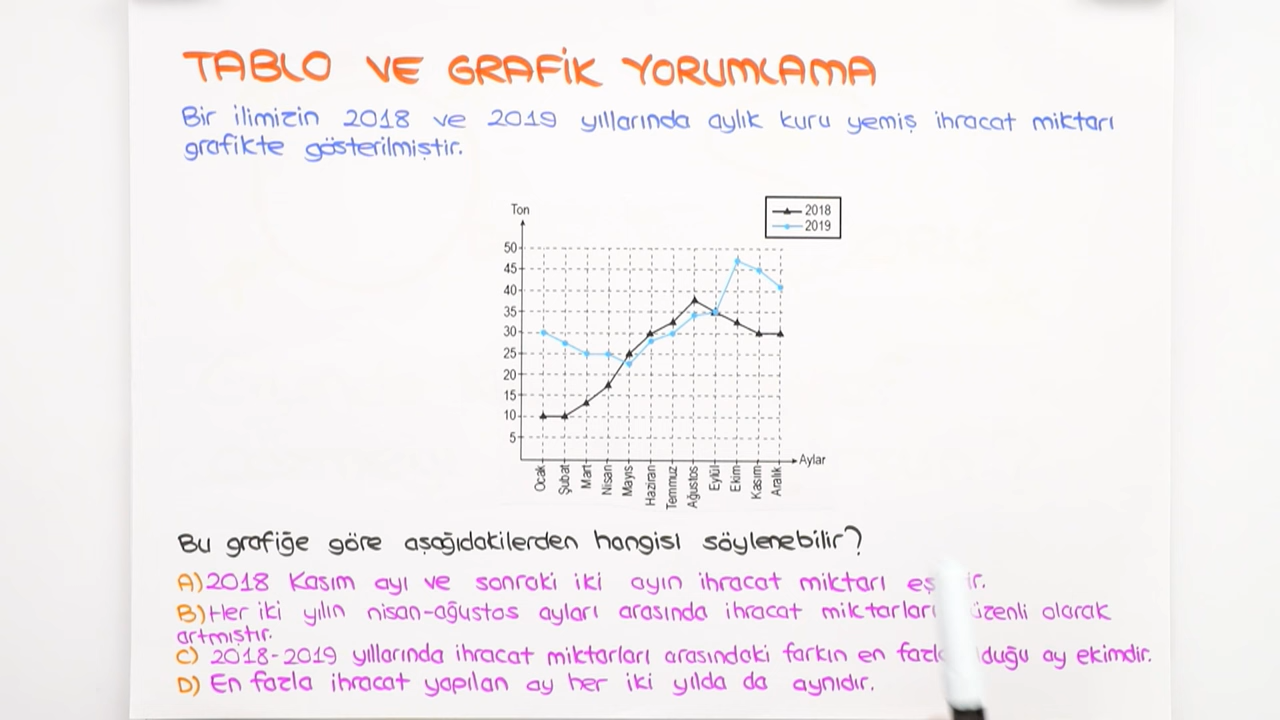 TABLO VE GRAFİK YORUMLAMA
Bir ilimizin 2018 ve 2019 yıllarında aylık kuru yemiş ihracat miktarı
grafikte gösterilmiştir.
Ton
2018
2019
50
45
40
35
30
25
20
15
10
5
Aylar
Ocak Şubat Mart Nisan Mayıs Haziran Temmuz Ağustos Eylül Ekim Kasım Aralık
Bu grafiğe göre aşağıdakilerden hangisi söylenebilir?
A) 2018 Kasım ayı ve sonraki iki ayın ihracat miktarı
B) Her iki yılın nisan-ağustos ayları arasında ihracat miktarları olarak
artmıştır.
C) 2018-2019 yıllarında ihracat miktarları arasındaki farkın en ay ekimdir.
D) En fazla ihracat yapılan ay her iki yılda da aynıdır.